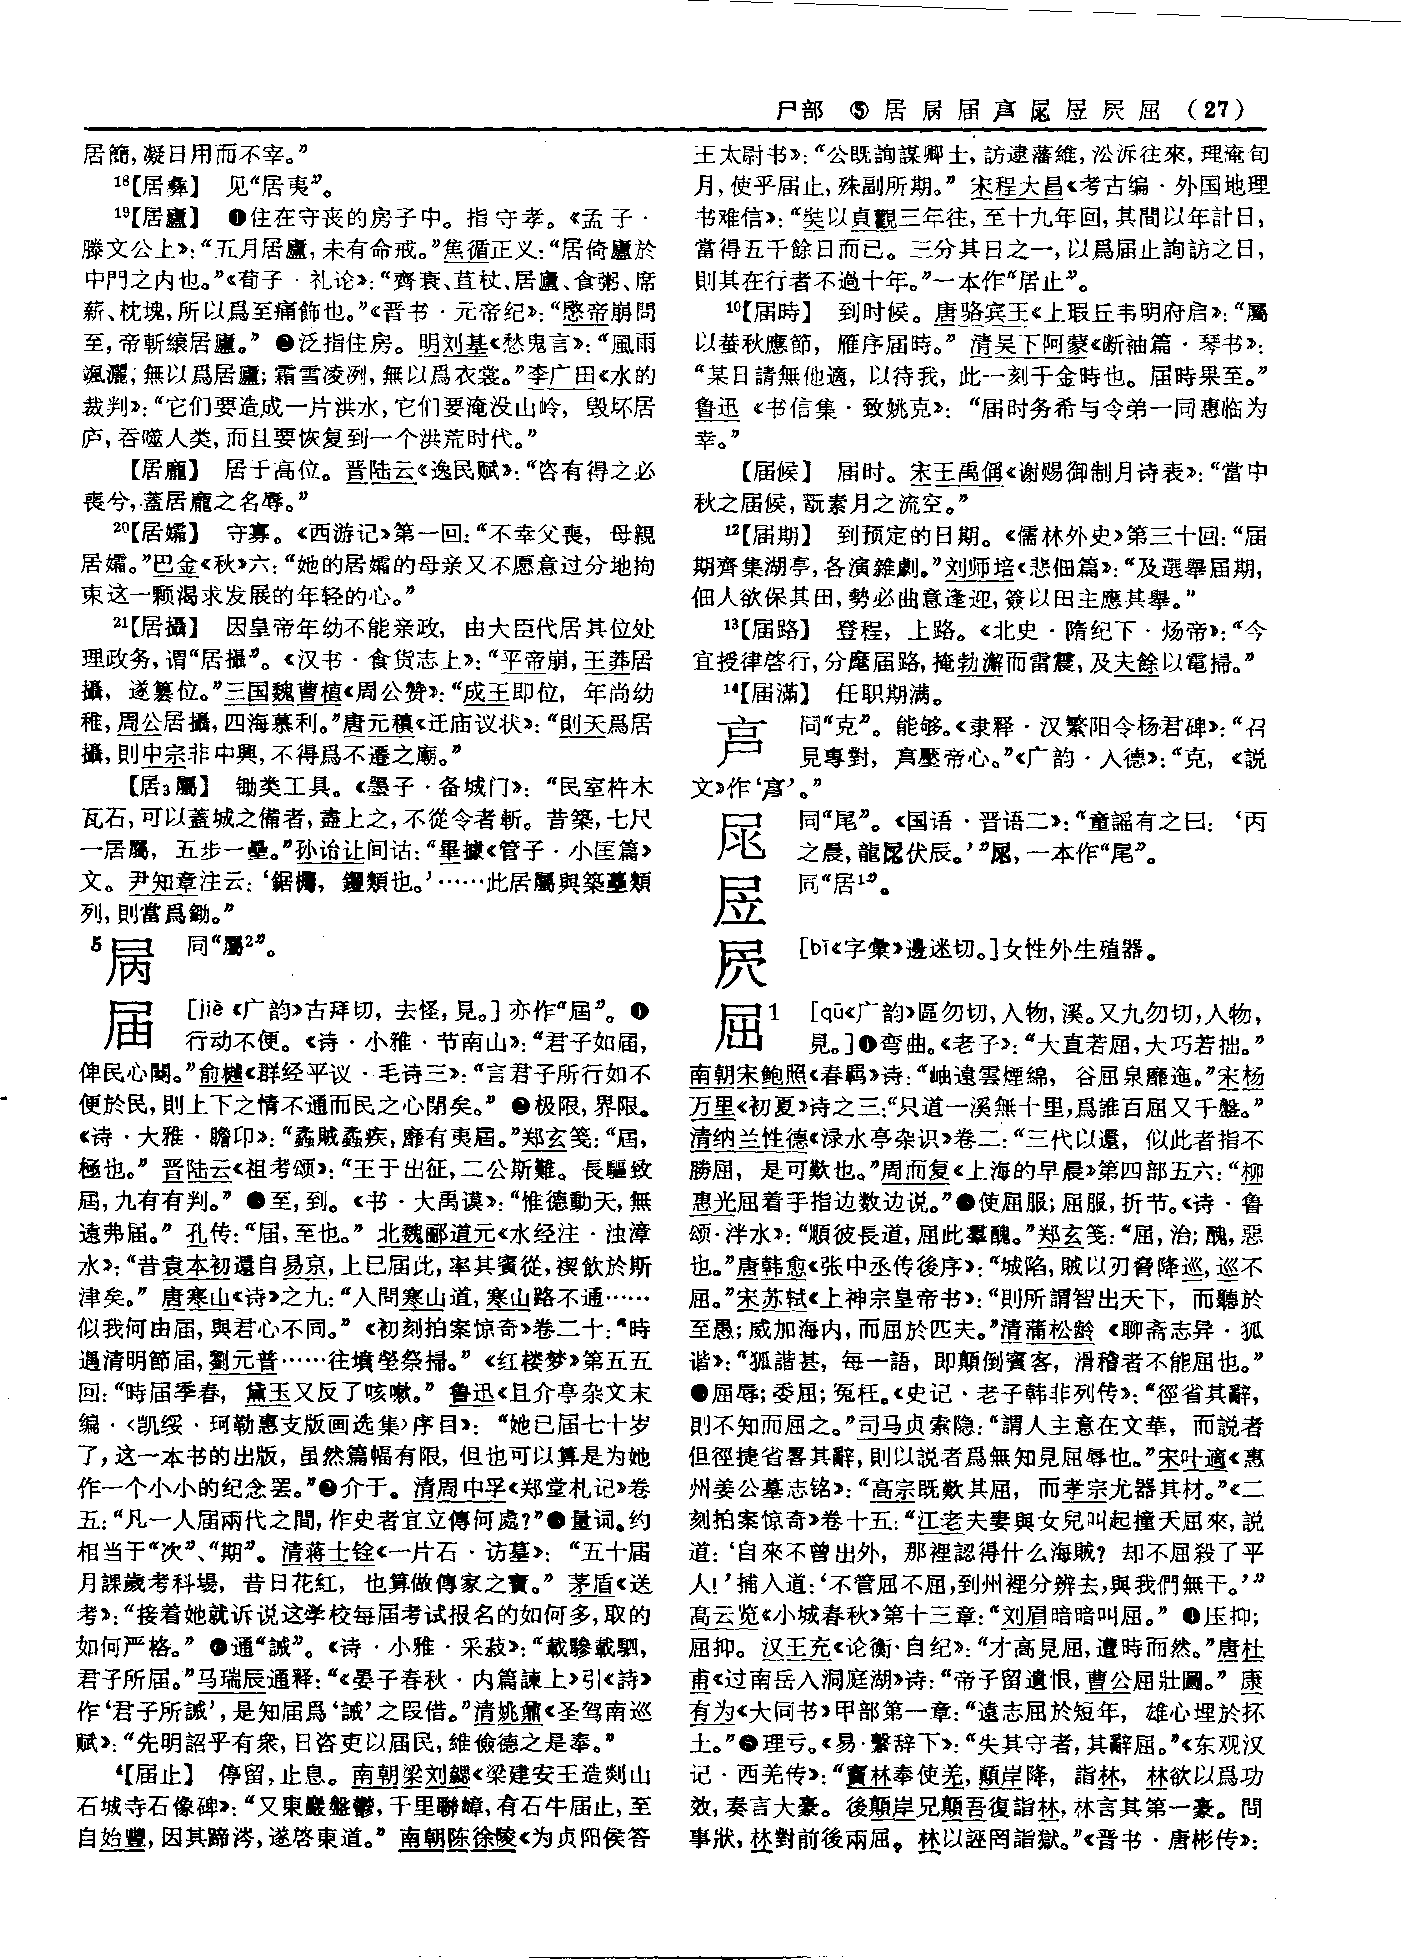 尸部 ⑤ 居 㞕 届 㝁 㞑 㞐 㞏 屈 (27)
居簡，凝日用而不宰。”
18【居彝】 见“居夷”。
19【居廬】 ❶住在守丧的房子中。指守孝。《孟子·
滕文公上》：“五月居廬，未有命戒。”焦循正义：“居倚廬於
中門之内也。”《荀子·礼论》：“齊衰、苴杖、居廬、食粥、席
薪、枕塊，所以爲至痛飾也。”《晋书·元帝纪》：“愍帝崩問
至，帝斬縗居廬。” ❷泛指住房。明刘基《愁鬼言》：“風雨
颯灑，無以爲居廬；霜雪凌冽，無以爲衣裳。”李广田《水的
裁判》：“它们要造成一片洪水，它们要淹没山岭，毁坏居
庐，吞噬人类，而且要恢复到一个洪荒时代。”
【居龐】 居于高位。晋陆云《逸民赋》：“咨有得之必
喪兮，蓋居龐之名辱。”
20【居孀】 守寡。《西游记》第一回：“不幸父喪，母親
居孀。”巴金《秋》六：“她的居孀的母亲又不愿意过分地拘
束这一颗渴求发展的年轻的心。”
21【居攝】 因皇帝年幼不能亲政，由大臣代居其位处
理政务，谓“居攝”。《汉书·食货志上》：“平帝崩，王莽居
攝，遂篡位。”三国魏曹植《周公赞》：“成王即位，年尚幼
稚，周公居攝，四海慕利。”唐元稹《迁庙议状》：“則天爲居
攝，則中宗非中興，不得爲不遷之廟。”
【居3屬】 锄类工具。《墨子·备城门》：“民室杵木
瓦石，可以蓋城之備者，盡上之，不從令者斬。昔築，七尺
一居屬，五步一壘。”孙诒让间诂：“畢據《管子·小匡篇》
文。尹知章注云：‘鋸欘，钁類也。’……此居屬與築壘類
列，則當爲鋤。”
5 㞕 同“屬2”。
届 [jiè《广韵》古拜切，去怪，見。]亦作“屆”。❶
行动不便。《诗·小雅·节南山》：“君子如届，
俾民心闋。”俞樾《群经平议·毛诗三》：“言君子所行如不
便於民，則上下之情不通而民之心閉矣。” ❷极限，界限。
《诗·大雅·瞻卬》：“蟊賊蟊疾，靡有夷屆。”郑玄笺：“屆，
極也。” 晋陆云《祖考颂》：“王于出征，二公斯難。長驅致
屆，九有有判。” ❸至，到。《书·大禹谟》：“惟德動天，無
遠弗届。” 孔传：“届，至也。” 北魏郦道元《水经注·浊漳
水》：“昔袁本初還自易京，上已届此，率其賓從，禊飲於斯
津矣。” 唐寒山《诗》之九：“人問寒山道，寒山路不通……
似我何由届，與君心不同。” 《初刻拍案惊奇》卷二十：“時
遇清明節届，劉元普……往墳塋祭掃。” 《红楼梦》第五五
回：“時届季春，黛玉又反了咳嗽。” 鲁迅《且介亭杂文末
编·〈凯绥·珂勒惠支版画选集〉序目》：“她已届七十岁
了，这一本书的出版，虽然篇幅有限，但也可以算是为她
作一个小小的纪念罢。”❹介于。清周中孚《郑堂札记》卷
五：“凡一人届兩代之間，作史者宜立傳何處？”❺量词。约
相当于“次”、“期”。清蒋士铨《一片石·访墓》：“五十届
月課歲考科場，昔日花紅，也算做傳家之寶。” 茅盾《送
考》：“接着她就诉说这学校每届考试报名的如何多，取的
如何严格。” ❻通“誡”。《诗·小雅·采菽》：“載驂載駟，
君子所届。”马瑞辰通释：“《晏子春秋·内篇諫上》引《詩》
作‘君子所誡’，是知届爲‘誡’之叚借。”清姚鼐《圣驾南巡
赋》：“先明詔乎有衆，日咨吏以屆民，維儉德之是奉。”
4【届止】 停留，止息。南朝梁刘勰《梁建安王造剡山
石城寺石像碑》：“又東巖盤鬱，千里聯嶂，有石牛届止，至
自始豐，因其蹄涔，遂啓東道。” 南朝陈徐陵《为贞阳侯答
王太尉书》：“公既詢謀卿士，訪逮藩維，沿泝往來，理淹旬
月，使乎届止，殊副所期。” 宋程大昌《考古编·外国地理
书难信》：“奘以貞觀三年往，至十九年回，其間以年計日，
當得五千餘日而已。三分其日之一，以爲届止詢訪之日，
則其在行者不過十年。”一本作“居止”。
10【届時】 到时候。唐骆宾王《上瑕丘韦明府启》：“屬
以蚕秋應節，雁序届時。” 清吴下阿蒙《断袖篇·琴书》：
“某日請無他適，以待我，此一刻千金時也。届時果至。”
鲁迅《书信集·致姚克》：“届时务希与令弟一同惠临为
幸。”
【届候】 届时。宋王禹偁《谢赐御制月诗表》：“當中
秋之届候，翫素月之流空。”
12【届期】 到预定的日期。《儒林外史》第三十回：“届
期齊集湖亭，各演雜劇。”刘师培《悲佃篇》：“及選舉届期，
佃人欲保其田，勢必曲意逢迎，簽以田主應其舉。”
13【届路】 登程，上路。《北史·隋纪下·炀帝》：“今
宜授律啓行，分麾届路，掩勃澥而雷震，及夫餘以電掃。”
14【届滿】 任职期满。
同“克”。能够。《隶释·汉繁阳令杨君碑》：“召
見專對，㝁壓帝心。”《广韵·入德》：“克，《説
文》作‘㝁’。”
㞑 同“尾”。《国语·晋语二》：“童謡有之曰：‘丙
之晨，龍㞑伏辰。’”㞑，一本作“尾”。
㞐 同“居1”。
[bī《字彙》邊迷切。]女性外生殖器。
屈1 [qū《广韵》區勿切，入物，溪。又九勿切，入物，
見。]❶弯曲。《老子》：“大直若屈，大巧若拙。”
南朝宋鲍照《春羁》诗：“岫遠雲煙綿，谷屈泉靡迤。”宋杨
万里《初夏》诗之三：“只道一溪無十里，爲誰百屈又千盤。”
清纳兰性德《渌水亭杂识》卷二：“三代以還，似此者指不
勝屈，是可歎也。”周而复《上海的早晨》第四部五六：“柳
惠光屈着手指边数边说。”❷使屈服；屈服，折节。《诗·鲁
颂·泮水》：“順彼長道，屈此羣醜。”郑玄笺：“屈，治；醜，惡
也。”唐韩愈《张中丞传後序》：“城陷，賊以刃脅降巡，巡不
屈。”宋苏轼《上神宗皇帝书》：“則所謂智出天下，而聽於
至愚；威加海内，而屈於匹夫。”清蒲松龄《聊斋志异·狐
谐》：“狐諧甚，每一語，即顛倒賓客，滑稽者不能屈也。”
❸屈辱；委屈；冤枉。《史记·老子韩非列传》：“徑省其辭，
則不知而屈之。”司马贞索隐：“謂人主意在文華，而説者
但徑捷省畧其辭，則以説者爲無知見屈辱也。”宋叶適《惠
州姜公墓志铭》：“高宗既歎其屈，而孝宗尤器其材。”《二
刻拍案惊奇》卷十五：“江老夫妻與女兒叫起撞天屈來，説
道：‘自來不曾出外，那裡認得什么海賊？却不屈殺了平
人！’捕人道：‘不管屈不屈，到州裡分辨去，與我們無干。’”
高云览《小城春秋》第十三章：“刘眉暗暗叫屈。” ❹压抑；
屈抑。汉王充《论衡·自纪》：“才高見屈，遭時而然。”唐杜
甫《过南岳入洞庭湖》诗：“帝子留遺恨，曹公屈壯圖。” 康
有为《大同书》甲部第一章：“遠志屈於短年，雄心埋於抔
土。”❺理亏。《易·繫辞下》：“失其守者，其辭屈。”《东观汉
记·西羌传》：“竇林奉使羌，顛岸降，詣林，林欲以爲功
效，奏言大豪。後顛岸兄顛吾復詣林，林言其第一豪。問
事狀，林對前後兩屈。林以誣罔詣獄。”《晋书·唐彬传》：